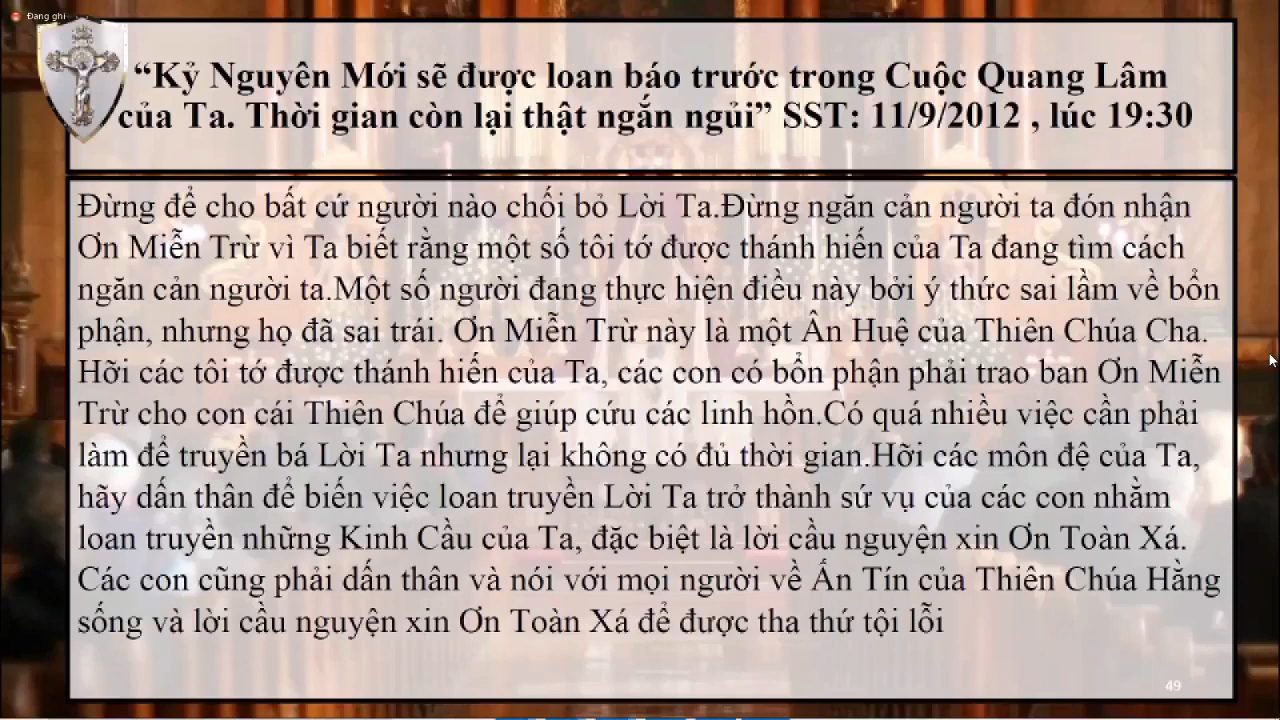 Đang ghi
“Kỷ Nguyên Mới sẽ được loan báo trước trong Cuộc Quang Lâm
của Ta. Thời gian còn lại thật ngắn ngủi” SST: 11/9/2012 , lúc 19:30
Đừng để cho bất cứ người nào chối bỏ Lời Ta.Đừng ngăn cản người ta đón nhận
Ơn Miễn Trừ vì Ta biết rằng một số tôi tớ được thánh hiến của Ta đang tìm cách
ngăn cản người ta.Một số người đang thực hiện điều này bởi ý thức sai lầm về bổn
phận, nhưng họ đã sai trái. Ơn Miễn Trừ này là một Ân Huệ của Thiên Chúa Cha.
Hỡi các tôi tớ được thánh hiến của Ta, các con có bổn phận phải trao ban Ơn Miễn
Trừ cho con cái Thiên Chúa để giúp cứu các linh hồn.Có quá nhiều việc cần phải
làm để truyền bá Lời Ta nhưng lại không có đủ thời gian.Hỡi các môn đệ của Ta,
hãy dấn thân để biến việc loan truyền Lời Ta trở thành sứ vụ của các con nhằm
loan truyền những Kinh Cầu của Ta, đặc biệt là lời cầu nguyện xin Ơn Toàn Xá.
Các con cũng phải dấn thân và nói với mọi người về Ấn Tín của Thiên Chúa Hằng
sống và lời cầu nguyện xin Ơn Toàn Xá để được tha thứ tội lỗi
49